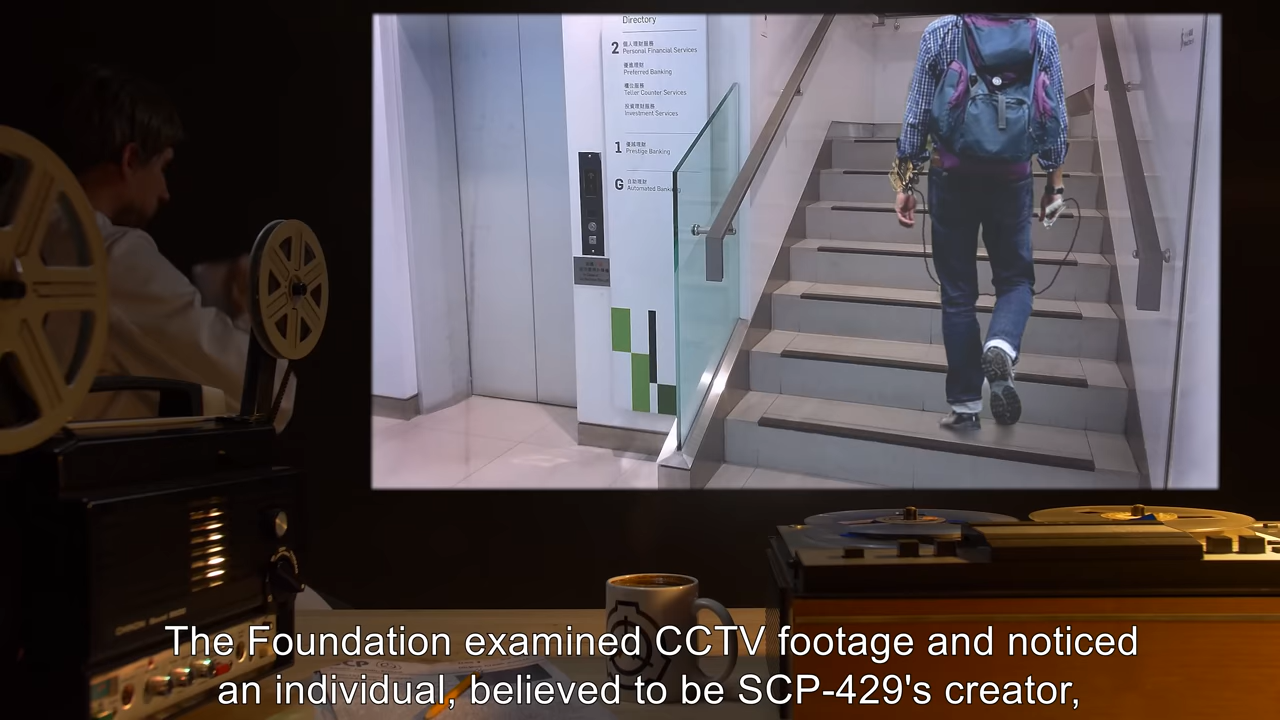 Directory
2 個人理財服務
Personal Financial Services
優進理財
Preferred Banking
櫃位服務
Teller Counter Services
投資理財服務
Investment Services
1 優越理財
Prestige Banking
G 自助理財
Automated Banking
SCP
The Foundation examined CCTV footage and noticed
an individual, believed to be SCP-429's creator,